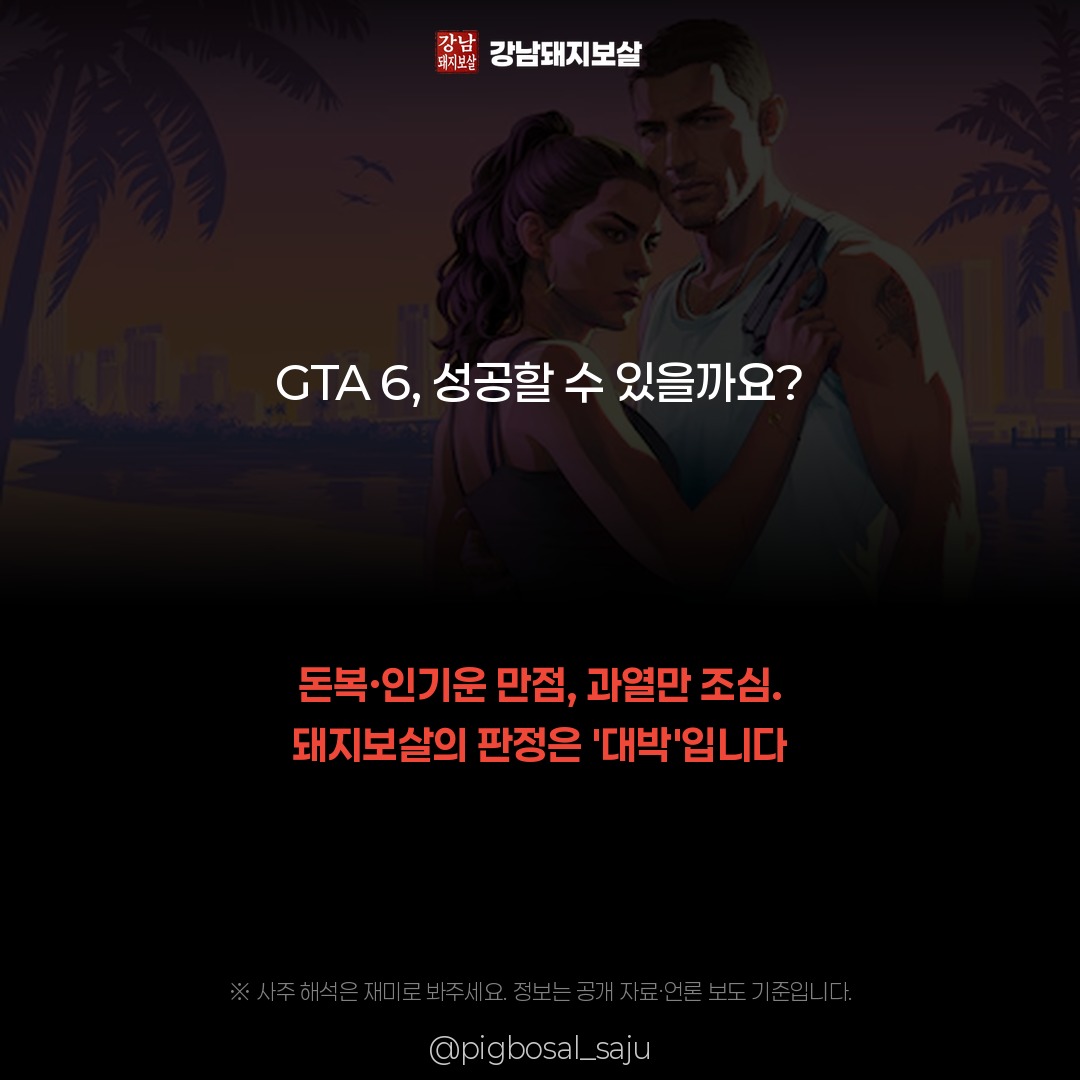 강남
돼지보살
강남돼지보살
GTA 6, 성공할 수 있을까요?
돈복·인기운 만점, 과열만 조심.
돼지보살의 판정은 '대박'입니다
※ 사주 해석은 재미로 봐주세요. 정보는 공개 자료·언론 보도 기준입니다.
@pigbosal_saju